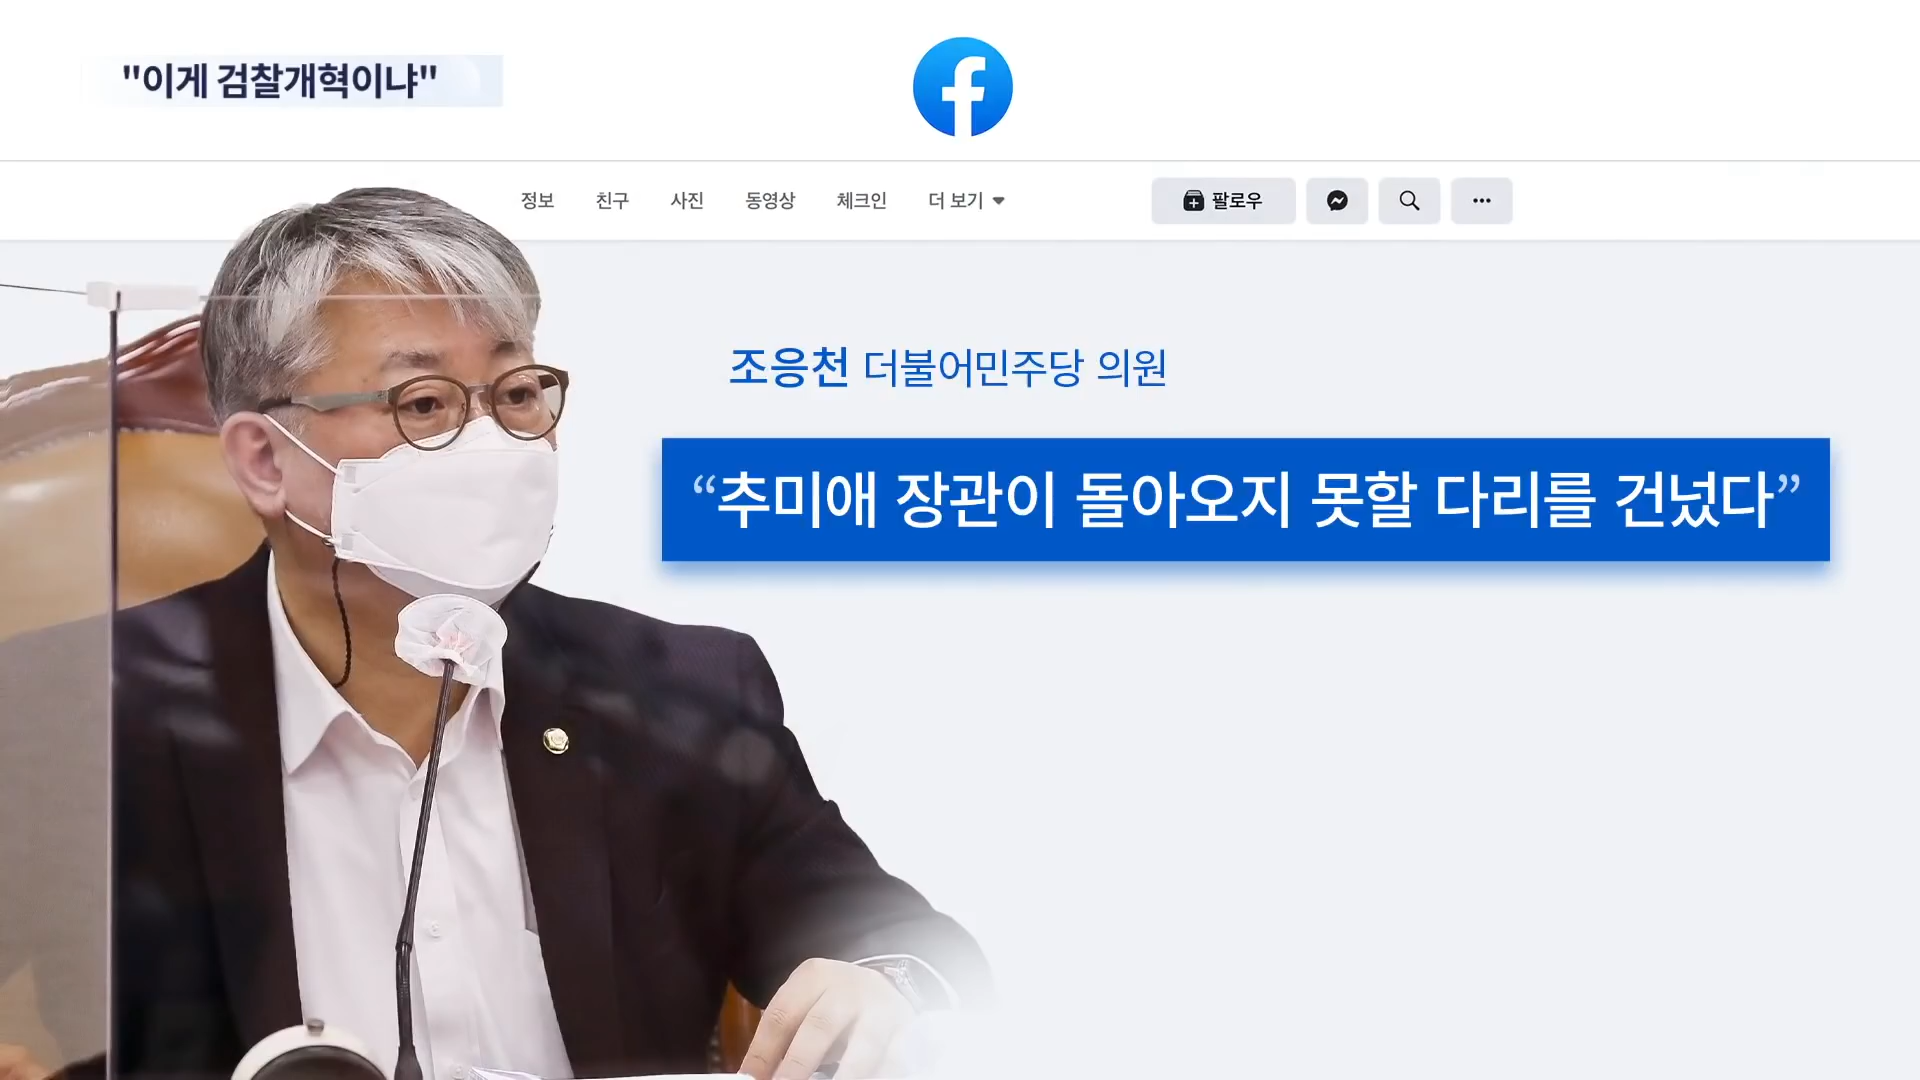 "이게 검찰개혁이냐"
정보 친구 사진 동영상 체크인 더 보기 팔로우
조응천 더불어민주당 의원
“추미애 장관이 돌아오지 못할 다리를 건넜다”